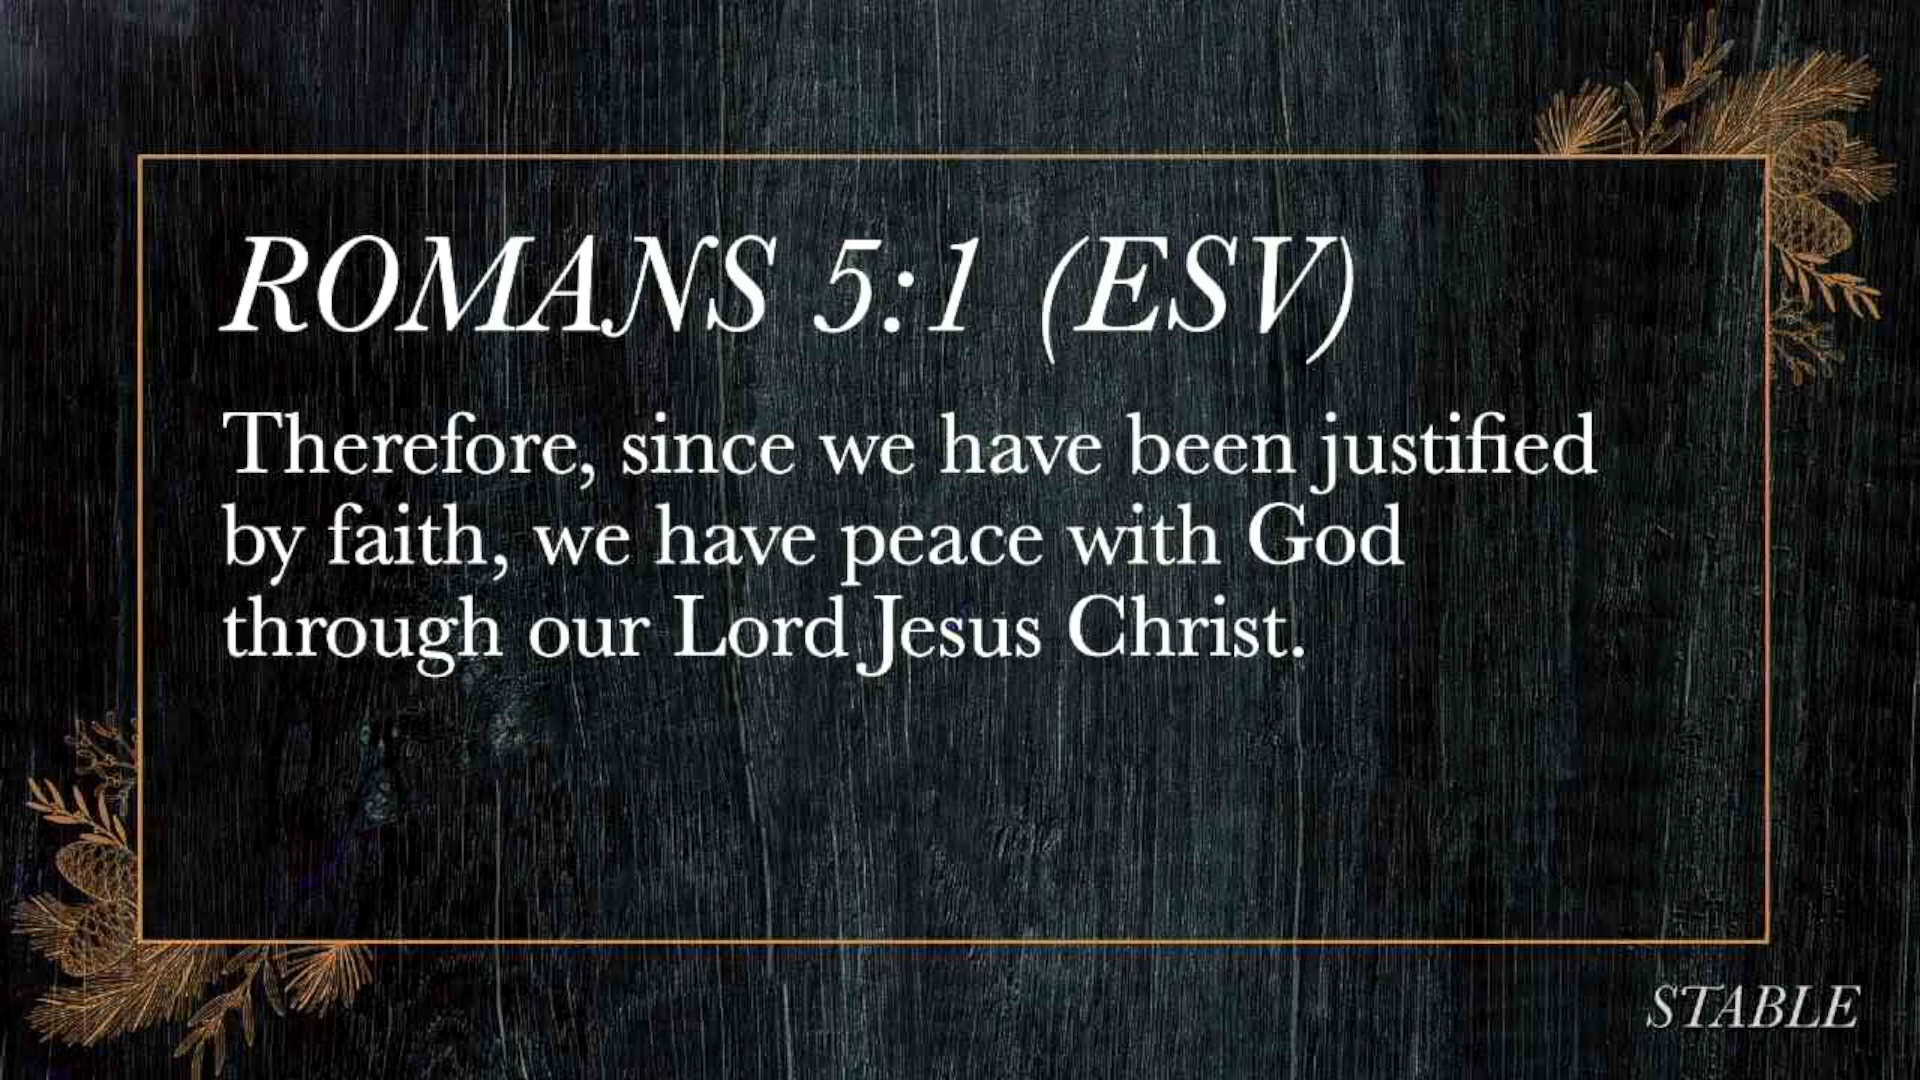 ROMANS 5:1 (ESV)
Therefore, since we have been justified
by faith, we have peace with God
through our Lord Jesus Christ.
STABLE